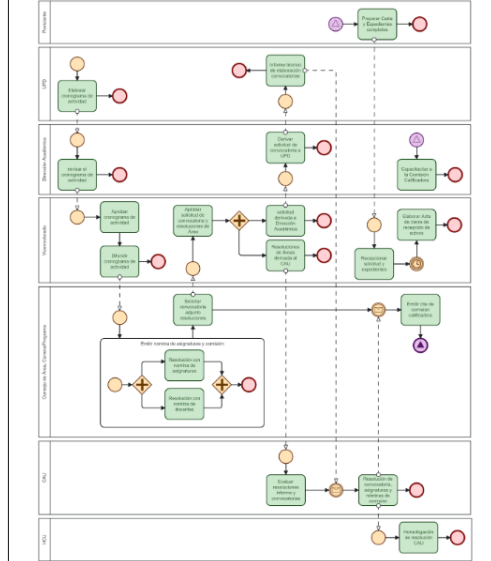 Postulante
Preparar Carta
y Expedientes
completos
UPD
Informe técnico
de elaboración
convocatorias
Elaborar
cronograma de
actividad
Dirección Académica
Derivar
solicitud de
convocatoria a
UPD
revisar el
cronograma de
actividad
Capacitación a
la Comisión
Calificadora
Vicerrectorado
Aprobar
cronograma de
actividad
Aprobar
solicitud de
convocatoria y
resoluciones de
Área
solicitud
derivada a
Dirección
Académica
Elaborar Acta
de cierre de
recepción de
sobres
Difundir
cronograma de
actividad
Resoluciones
de Áreas
derivada al
CAU
Recepcionar
solicitud y
expedientes
Consejo de Área, Carrera/Programa
Solicitar
convocatoria
adjunto
resoluciones
Emitir cite de
comisión
calificadora
Emitir nomina de asignaturas y comisión
Resolución con
nomina de
asignaturas
Resolución con
nomina de
docentes
CAU
Evaluar
resoluciones
informe y
convocatorias
Resolución de
convocatoria,
asignaturas y
nóminas de
comisión
HCU
Homologación
de resolución
CAU